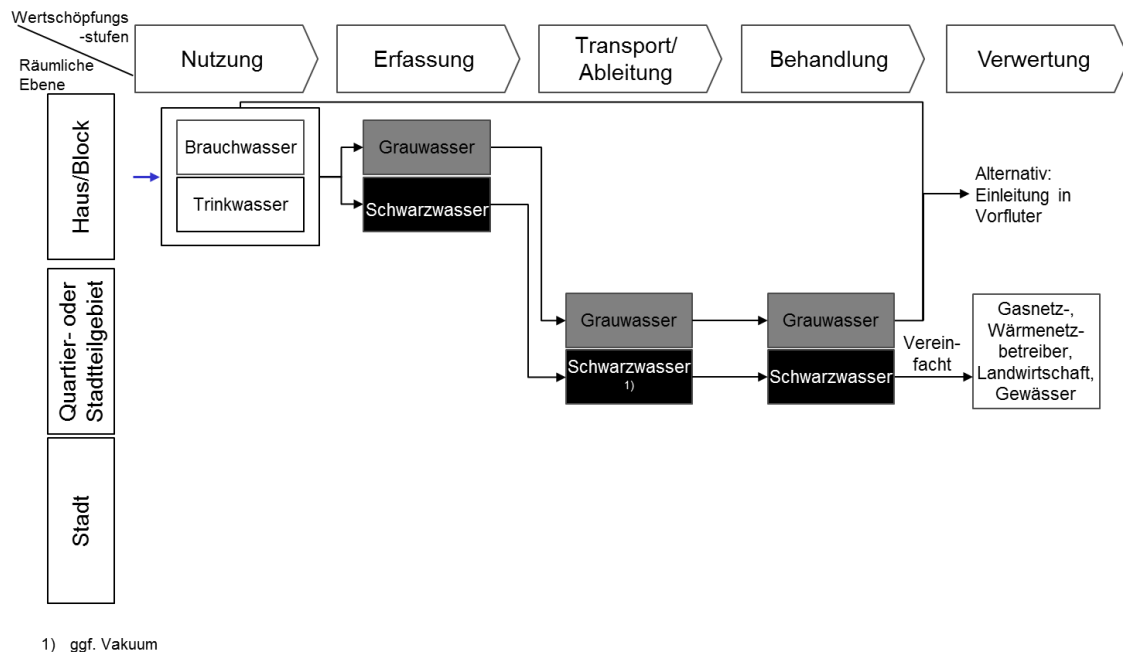 Wertschöpfungs
-stufen
Räumliche
Ebene
Nutzung
Erfassung
Transport/
Ableitung
Behandlung
Verwertung
Haus/Block
Brauchwasser
Trinkwasser
Grauwasser
Schwarzwasser
Alternativ:
Einleitung in
Vorfluter
Quartier- oder
Stadtteilgebiet
Grauwasser
Schwarzwasser
1)
Grauwasser
Schwarzwasser
Verein-
facht
Gasnetz-,
Wärmenetz-
betreiber,
Landwirtschaft,
Gewässer
Stadt
1) ggf. Vakuum